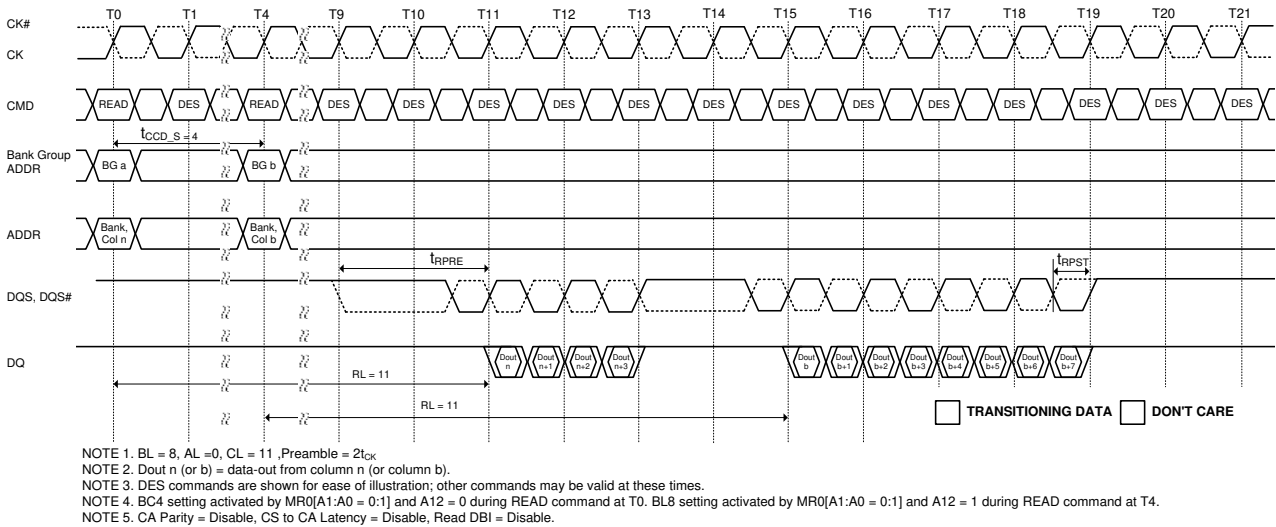 T0 T1 T4 T9 T10 T11 T12 T13 T14 T15 T16 T17 T18 T19 T20 T21
CK#
CK
CMD READ DES READ DES DES DES DES DES DES DES DES DES DES DES DES DES
tCCD_S = 4
Bank Group
ADDR
BG a BG b
ADDR
Bank,
Col n
Bank,
Col b
tRPRE
tRPST
DQS, DQS#
DQ
Dout
n
Dout
n+1
Dout
n+2
Dout
n+3
Dout
b
Dout
b+1
Dout
b+2
Dout
b+3
Dout
b+4
Dout
b+5
Dout
b+6
Dout
b+7
RL = 11
RL = 11
TRANSITIONING DATA DON'T CARE
NOTE 1. BL = 8, AL =0, CL = 11 ,Preamble = 2tCK
NOTE 2. Dout n (or b) = data-out from column n (or column b).
NOTE 3. DES commands are shown for ease of illustration; other commands may be valid at these times.
NOTE 4. BC4 setting activated by MR0[A1:A0 = 0:1] and A12 = 0 during READ command at T0. BL8 setting activated by MR0[A1:A0 = 0:1] and A12 = 1 during READ command at T4.
NOTE 5. CA Parity = Disable, CS to CA Latency = Disable, Read DBI = Disable.